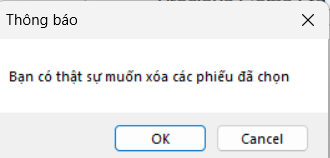 Thông báo
Bạn có thật sự muốn xóa các phiếu đã chọn
OK
Cancel